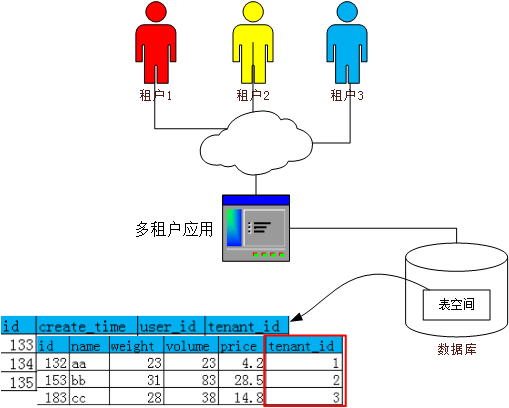 租户1 租户2 租户3
多租户应用
表空间
数据库
id create_time user_id tenant_id
133 id name weight volume price tenant_id
134 132 aa 23 23 4.2 1
135 153 bb 31 83 28.5 2
183 cc 28 38 14.8 3